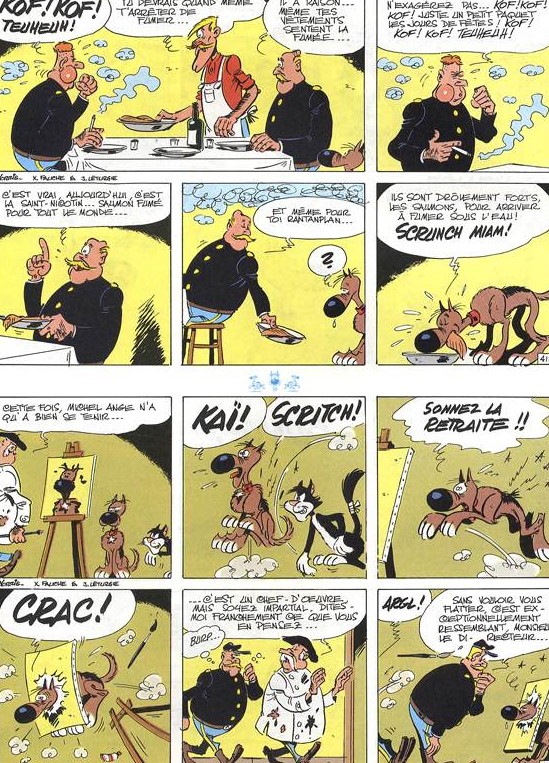 KOF! KOF!
TEUHEUH!
TU DEVRAIS QUAND MÊME
T'ARRÊTER DE
FUMER...
IL A RAISON...
MÊME TES
VÊTEMENTS
SENTENT LA
FUMÉE...
N'EXAGÉREZ PAS... KOF! KOF!
KOF! JUSTE UN PETIT PAQUET
LES JOURS DE FÊTES! KOF!
KOF! KOF! TEUHEUH!
X. FAUCHE & J. LÉTURGIE
C'EST VRAI, AUJOURD'HUI, C'EST
LA SAINT-NICOTIN... SAUMON FUMÉ
POUR TOUT LE MONDE...
ET MÊME POUR
TOI RANTANPLAN...
?
ILS SONT DRÔLEMENT FORTS,
LES SAUMONS, POUR ARRIVER
À FUMER SOUS L'EAU!
SCRUNCH MIAM!
41
CETTE FOIS, MICHEL ANGE N'A
QU'À BIEN SE TENIR...
KAÏ!
SCRITCH!
SONNEZ LA
RETRAITE!!
X. FAUCHE & J. LÉTURGIE
CRAC!
...C'EST UN CHEF-D'OEUVRE,
MAIS SOYEZ IMPARTIAL, DITES-
MOI FRANCHEMENT CE QUE VOUS
EN PENSEZ...
BURP...
ARGL!
SANS VOULOIR VOUS
FLATTER, C'EST EX-
CEPTIONNELLEMENT
RESSEMBLANT, MONSIEUR
LE DI- RECTEUR...